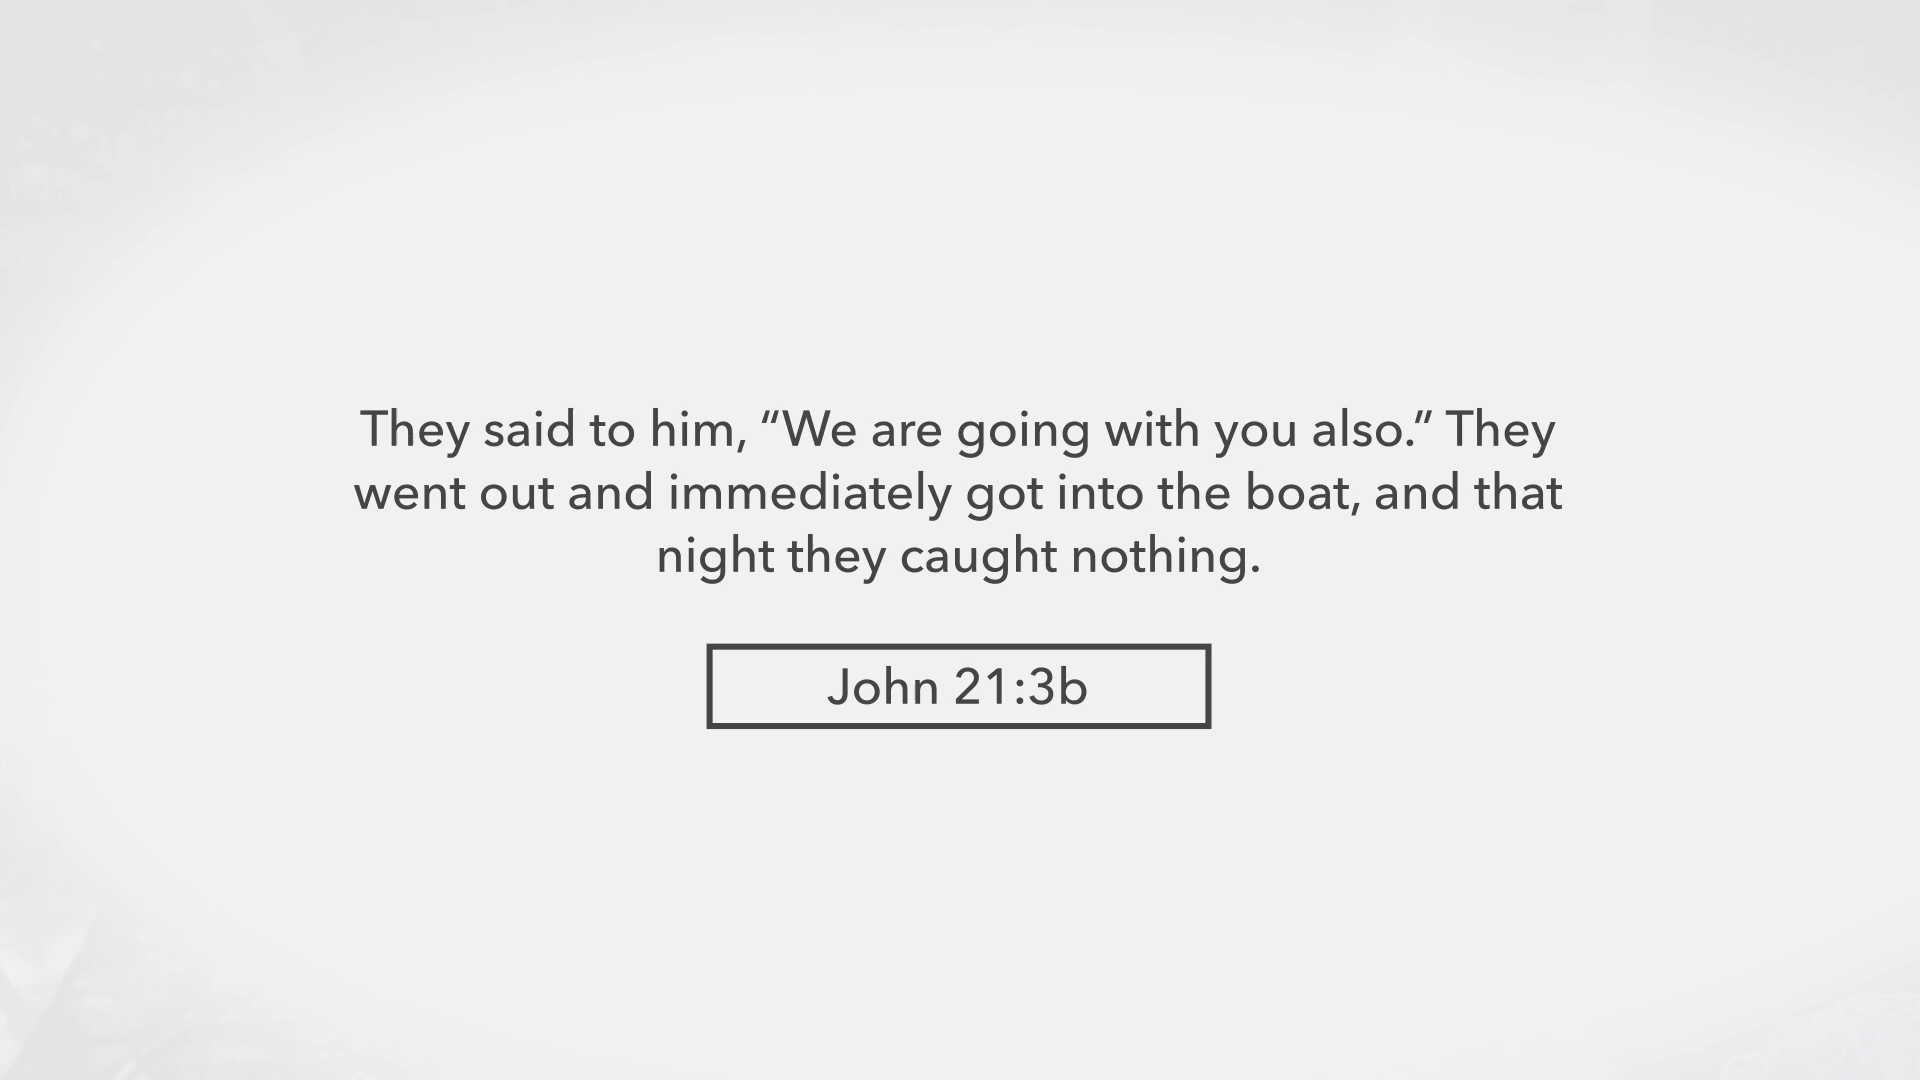 They said to him, “We are going with you also.” They
went out and immediately got into the boat, and that
night they caught nothing.
John 21:3b